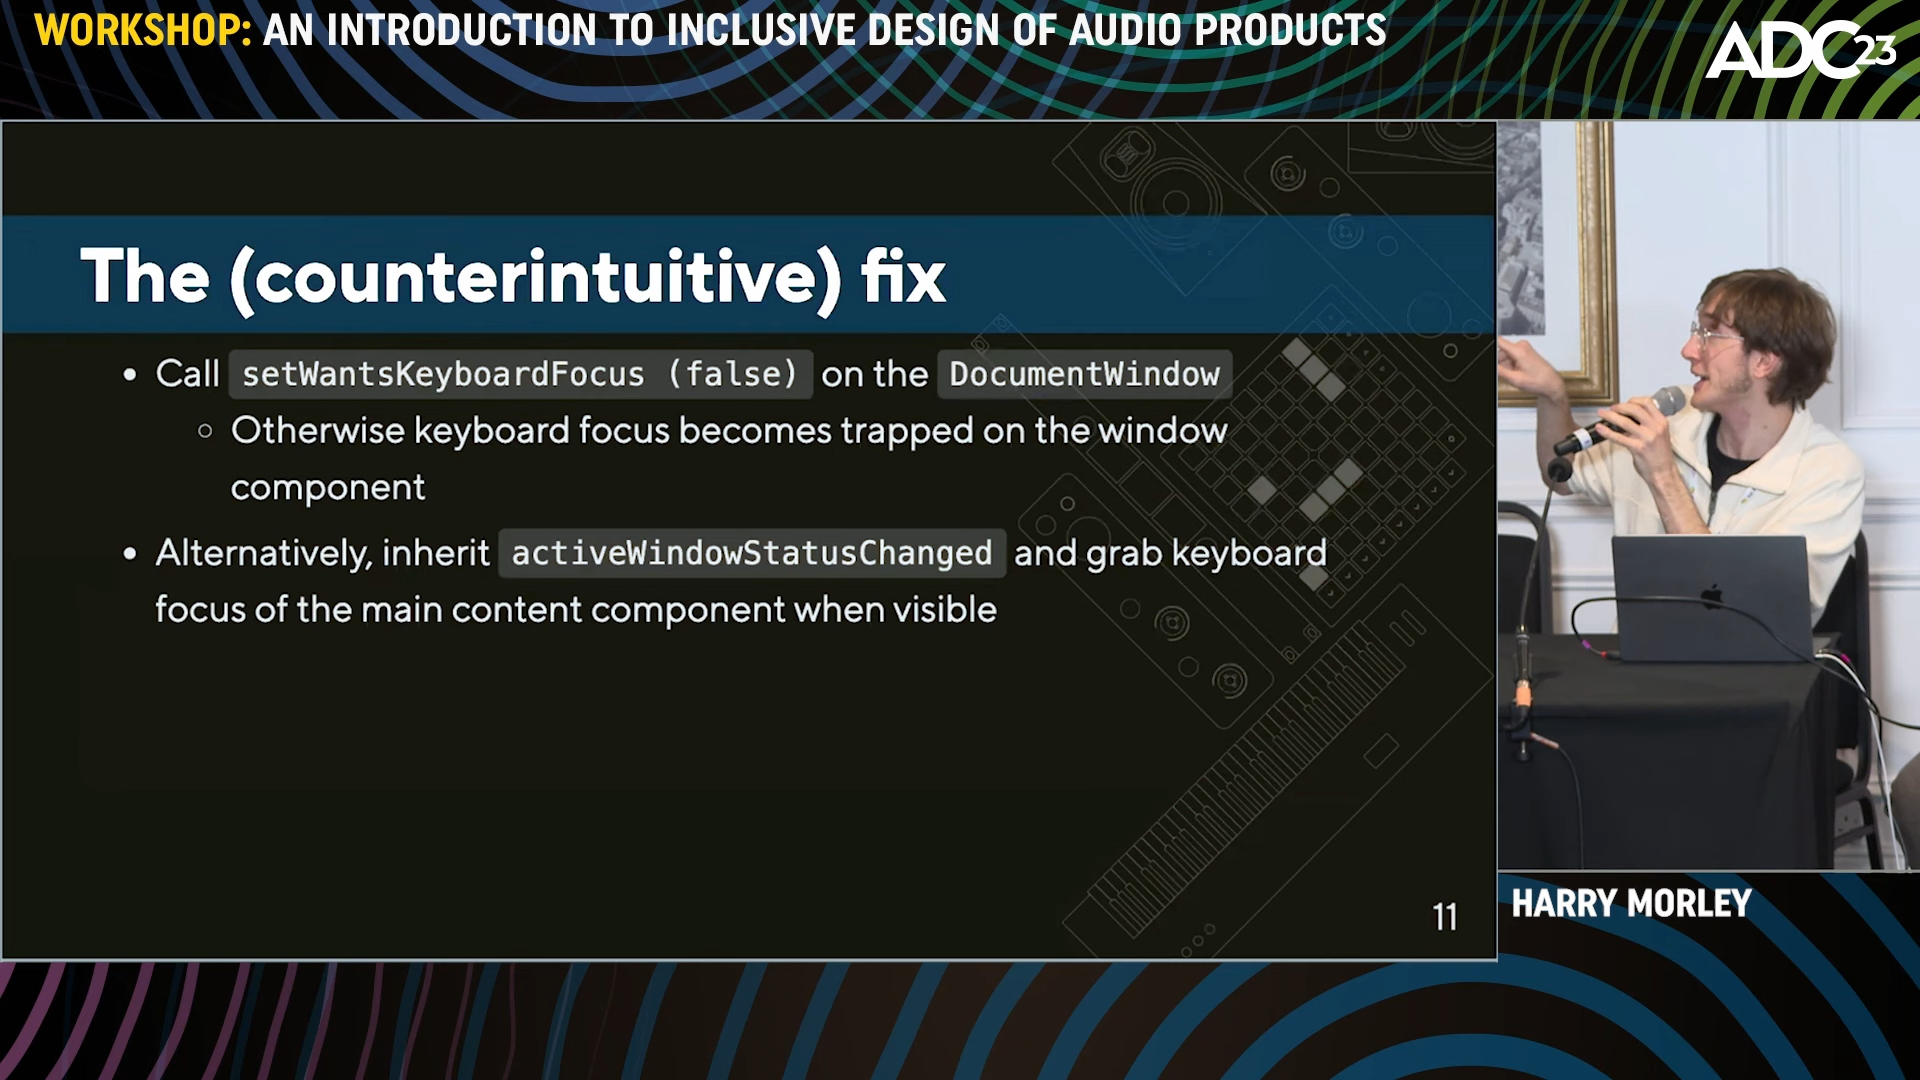 WORKSHOP: AN INTRODUCTION TO INCLUSIVE DESIGN OF AUDIO PRODUCTS
ADC23
The (counterintuitive) fix
• Call setWantsKeyboardFocus (false) on the DocumentWindow
○ Otherwise keyboard focus becomes trapped on the window
component
• Alternatively, inherit activeWindowStatusChanged and grab keyboard
focus of the main content component when visible
11
HARRY MORLEY